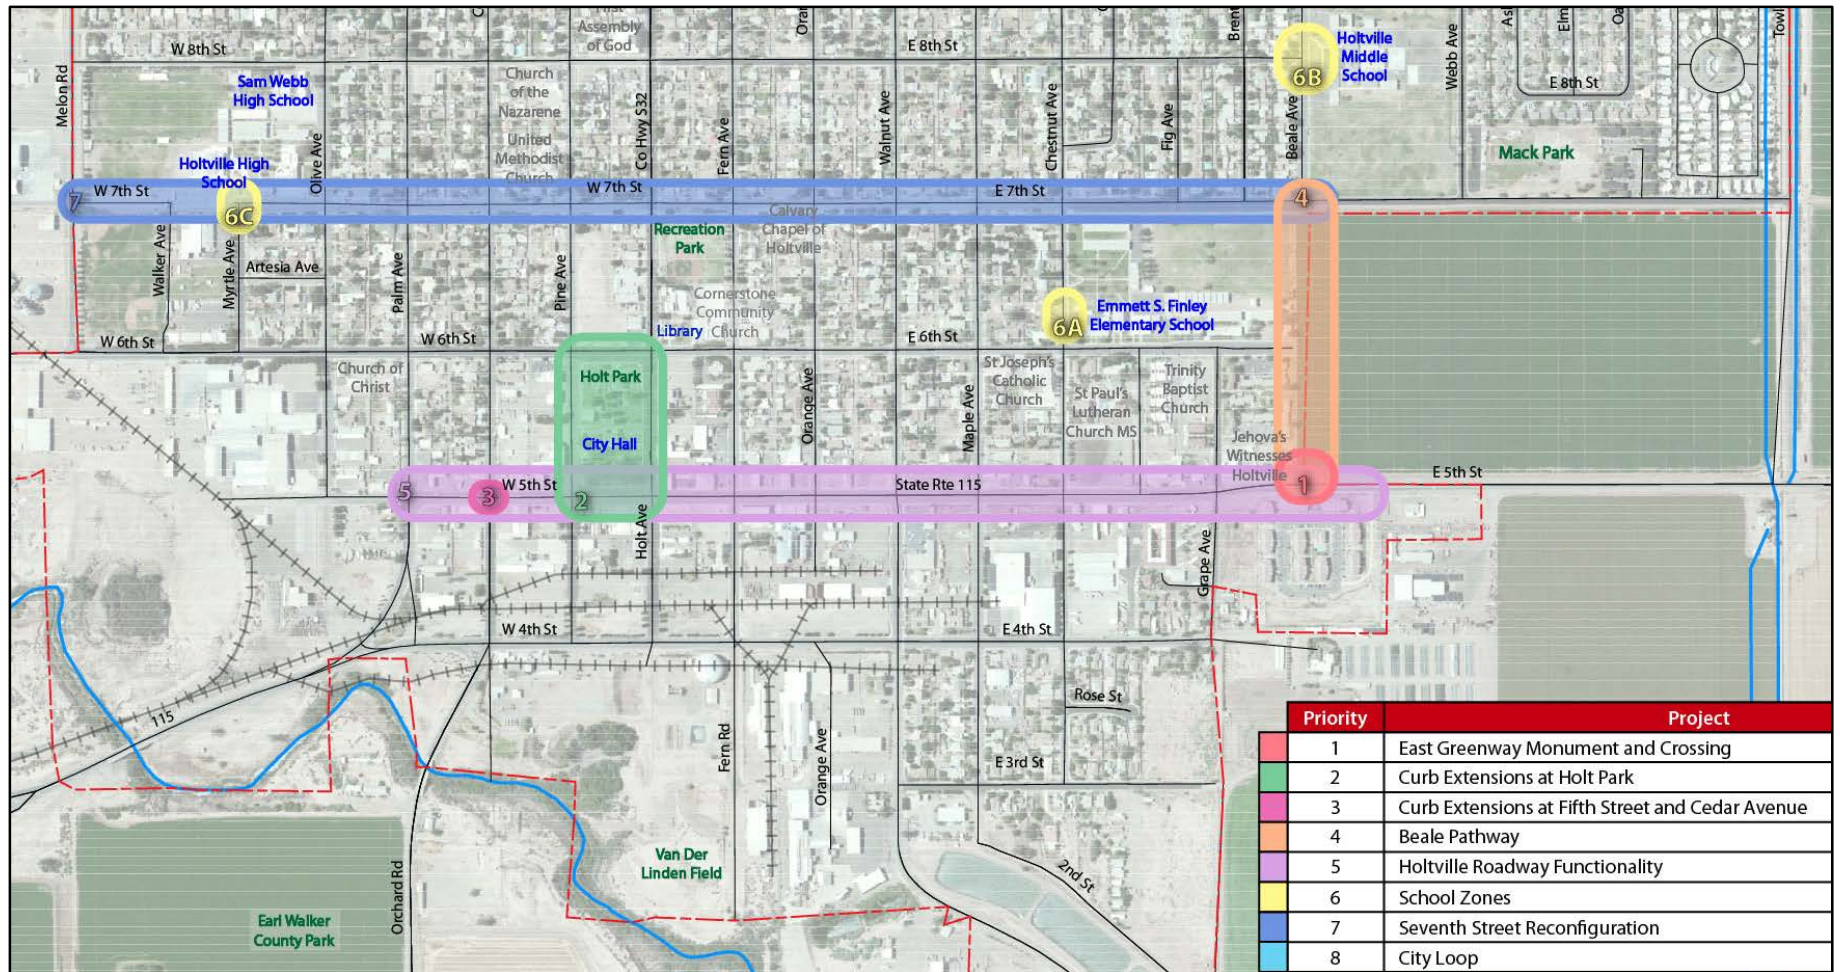 First
Assembly
of God
W 8th St
E 8th St
Holtville
Middle
School
6B
Melon Rd
Sam Webb
High School
Church
of the
Nazarene
United
Methodist
Church
Olive Ave
Co Hwy S32
Fern Ave
Walnut Ave
Chestnut Ave
Fig Ave
Beale Ave
Webb Ave
E 8th St
Mack Park
Holtville High
School
7
W 7th St
W 7th St
E 7th St
4
6C
Recreation
Park
Calvary
Chapel of
Holtville
Walker Ave
Myrtle Ave
Artesia Ave
Palm Ave
Pine Ave
Cornerstone
Community
Church
Library
6A
Emmett S. Finley
Elementary School
W 6th St
W 6th St
E 6th St
Church of
Christ
Holt Park
City Hall
Orange Ave
Maple Ave
St Joseph's
Catholic
Church
St Paul's
Lutheran
Church MS
Trinity
Baptist
Church
Jehova's
Witnesses
Holtville
5
3
W 5th St
2
State Rte 115
1
E 5th St
Holt Ave
Grape Ave
W 4th St
E 4th St
115
Rose St
Fern Rd
Orange Ave
E 3rd St
Van Der
Linden Field
2nd St
Orchard Rd
Earl Walker
County Park
Priority Project
1 East Greenway Monument and Crossing
2 Curb Extensions at Holt Park
3 Curb Extensions at Fifth Street and Cedar Avenue
4 Beale Pathway
5 Holtville Roadway Functionality
6 School Zones
7 Seventh Street Reconfiguration
8 City Loop